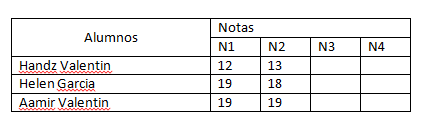 Alumnos Notas
N1 N2 N3 N4
Handz Valentin 12 13
Helen Garcia 19 18
Aamir Valentin 19 19